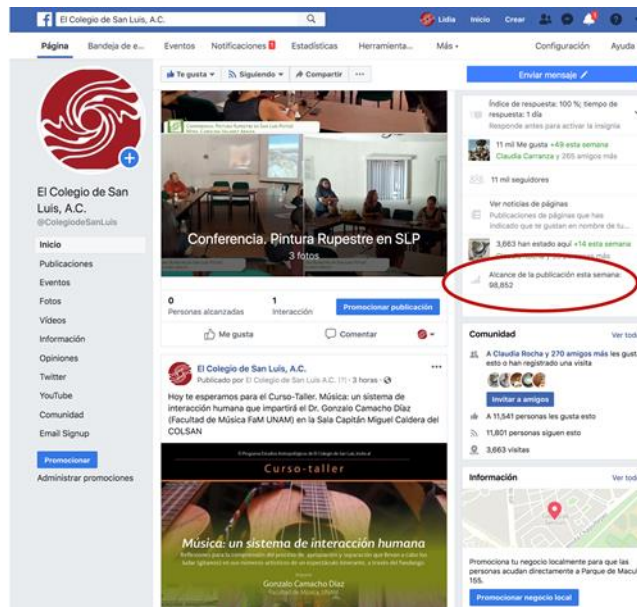 El Colegio de San Luis, A.C.
Lidia Inicio Crear
Página Bandeja de e... Eventos Notificaciones Estadísticas Herramienta... Más Configuración Ayuda
El Colegio de San Luis, A.C.
@ColegiodeSanLuis
Inicio
Publicaciones
Eventos
Fotos
Vídeos
Información
Opiniones
Twitter
YouTube
Comunidad
Email Signup
Promocionar
Administrar promociones
Te gusta Siguiendo Compartir ...
Conferencia. Pintura Rupestre en SLP
3 fotos
0 1
Personas alcanzadas Interacción
Promocionar publicación
Me gusta Comentar
El Colegio de San Luis, A.C.
Publicado por El Colegio de San Luis A.C. [?] · 3 horas ·
Hoy te esperamos para el Curso-Taller. Música: un sistema de
interacción humana que impartirá el Dr. Gonzalo Camacho Díaz
(Facultad de Música FaM UNAM) en la Sala Capitán Miguel Caldera del
COLSAN
Curso-taller
Música: un sistema de interacción humana
Gonzalo Camacho Díaz
Facultad de Música, UNAM
Enviar mensaje
Índice de respuesta: 100 %; tiempo de
respuesta: 1 día
Responde antes para activar la insignia
11 mil Me gusta +49 esta semana
Claudia Carranza y 265 amigos más
11 mil seguidores
Ver noticias de páginas
Publicaciones de páginas que has
indicado que te gustan en nombre de tu...
3,663 han estado aquí +14 esta semana
Alcance de la publicación esta semana:
98,852
Comunidad Ver todo
A Claudia Rocha y 270 amigos más les gusta
esto o han registrado una visita
Invitar a amigos
A 11,541 personas les gusta esto
11,801 personas siguen esto
3,663 visitas
Información Ver todo
Promociona tu negocio localmente para que las
personas acudan directamente a Parque de Macul
155.
Promocionar negocio local